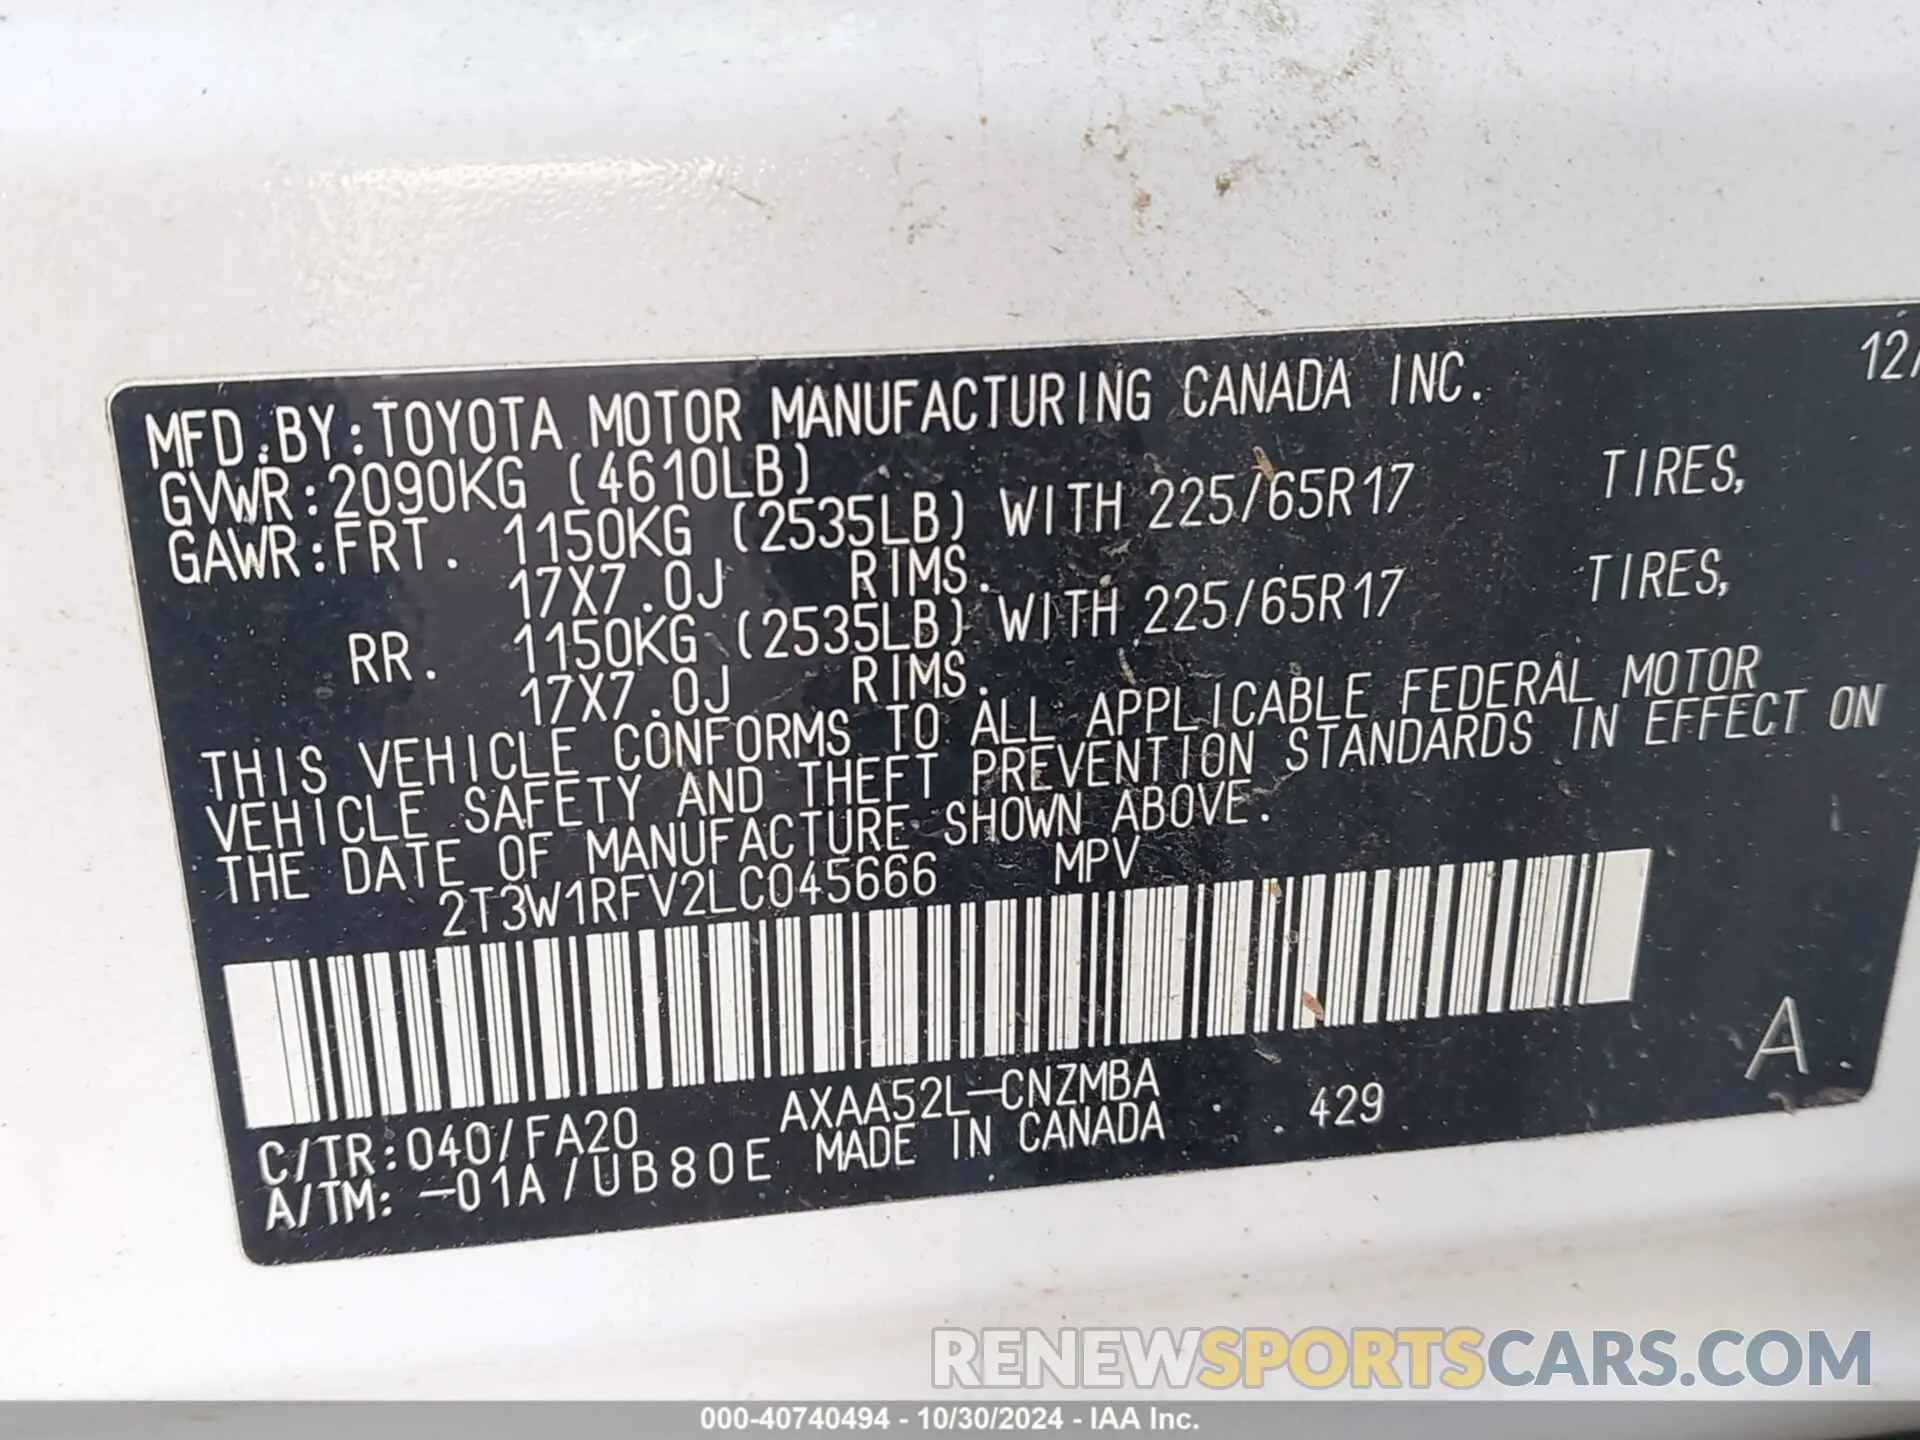 12/
MFD.BY:TOYOTA MOTOR MANUFACTURING CANADA INC.
GVWR:2090KG (4610LB)
GAWR:FRT. 1150KG (2535LB) WITH 225/65R17 TIRES,
17X7.0J RIMS.
RR. 1150KG (2535LB) WITH 225/65R17 TIRES,
17X7.0J RIMS.
THIS VEHICLE CONFORMS TO ALL APPLICABLE FEDERAL MOTOR
VEHICLE SAFETY AND THEFT PREVENTION STANDARDS IN EFFECT ON
THE DATE OF MANUFACTURE SHOWN ABOVE.
2T3W1RFV2LC045666 MPV
A
AXAA52L-CNZMBA 429
C/TR:040/FA20 MADE IN CANADA
A/TM: -01A/UB80E
RENEWSPORTSCARS.COM
000-40740494 - 10/30/2024 - IAA Inc.